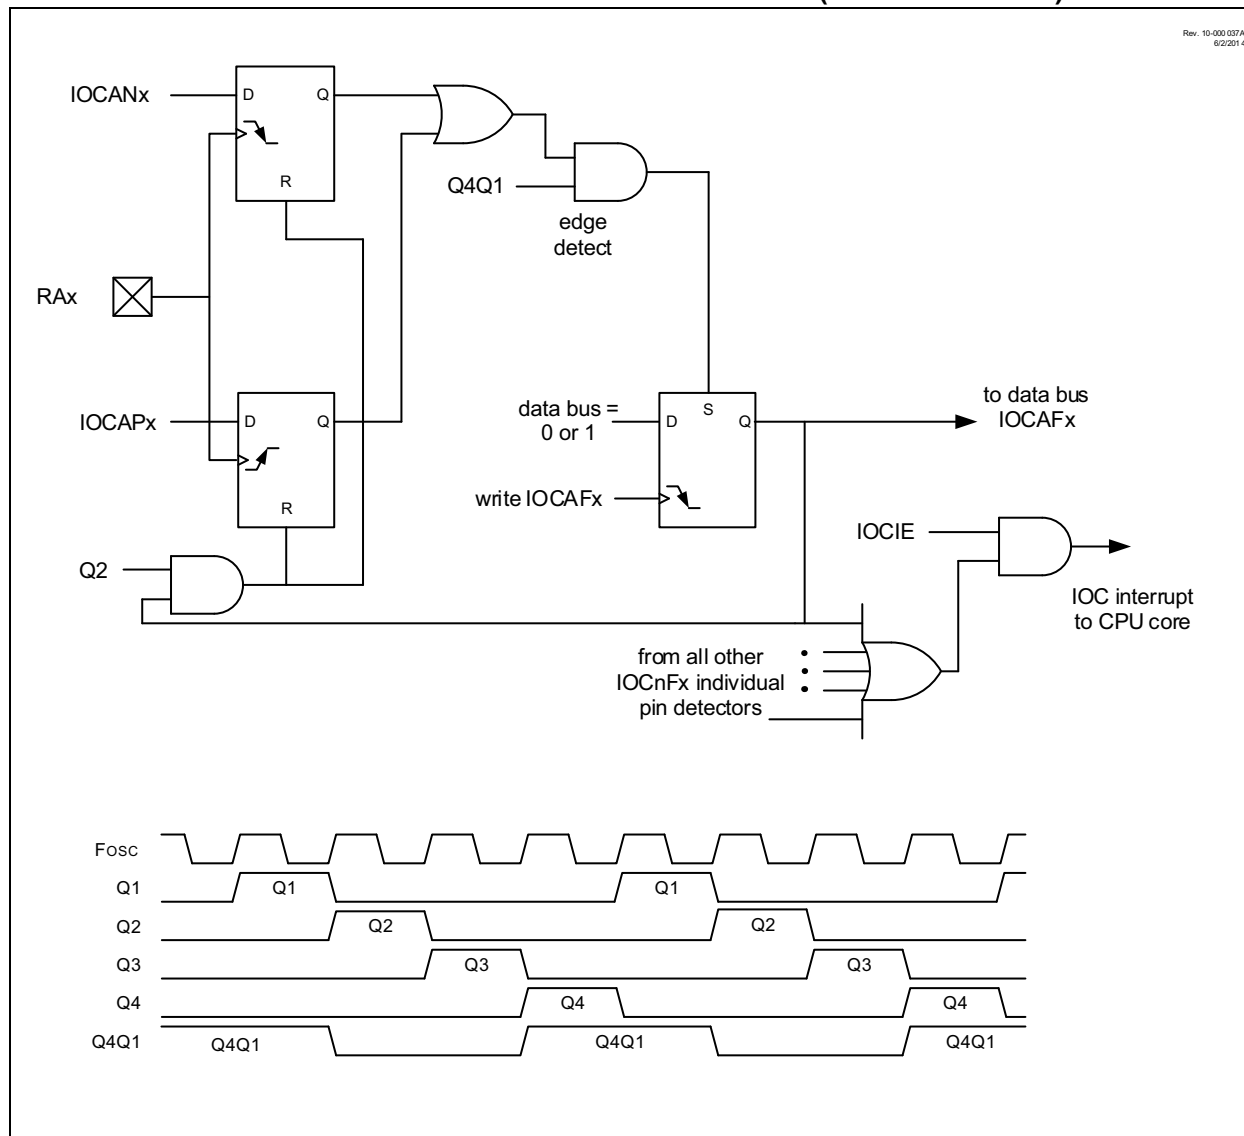 Rev. 10-000 037A
6/2/2014
IOCANx
D
Q
R
Q4Q1
edge
detect
RAx
IOCAPx
D
Q
R
data bus =
0 or 1
D
S
Q
to data bus
IOCAFx
write IOCAFx
IOCIE
Q2
IOC interrupt
to CPU core
from all other
IOCnFx individual
pin detectors
FOSC
Q1
Q1
Q1
Q2
Q2
Q2
Q3
Q3
Q3
Q4
Q4
Q4
Q4Q1
Q4Q1
Q4Q1
Q4Q1